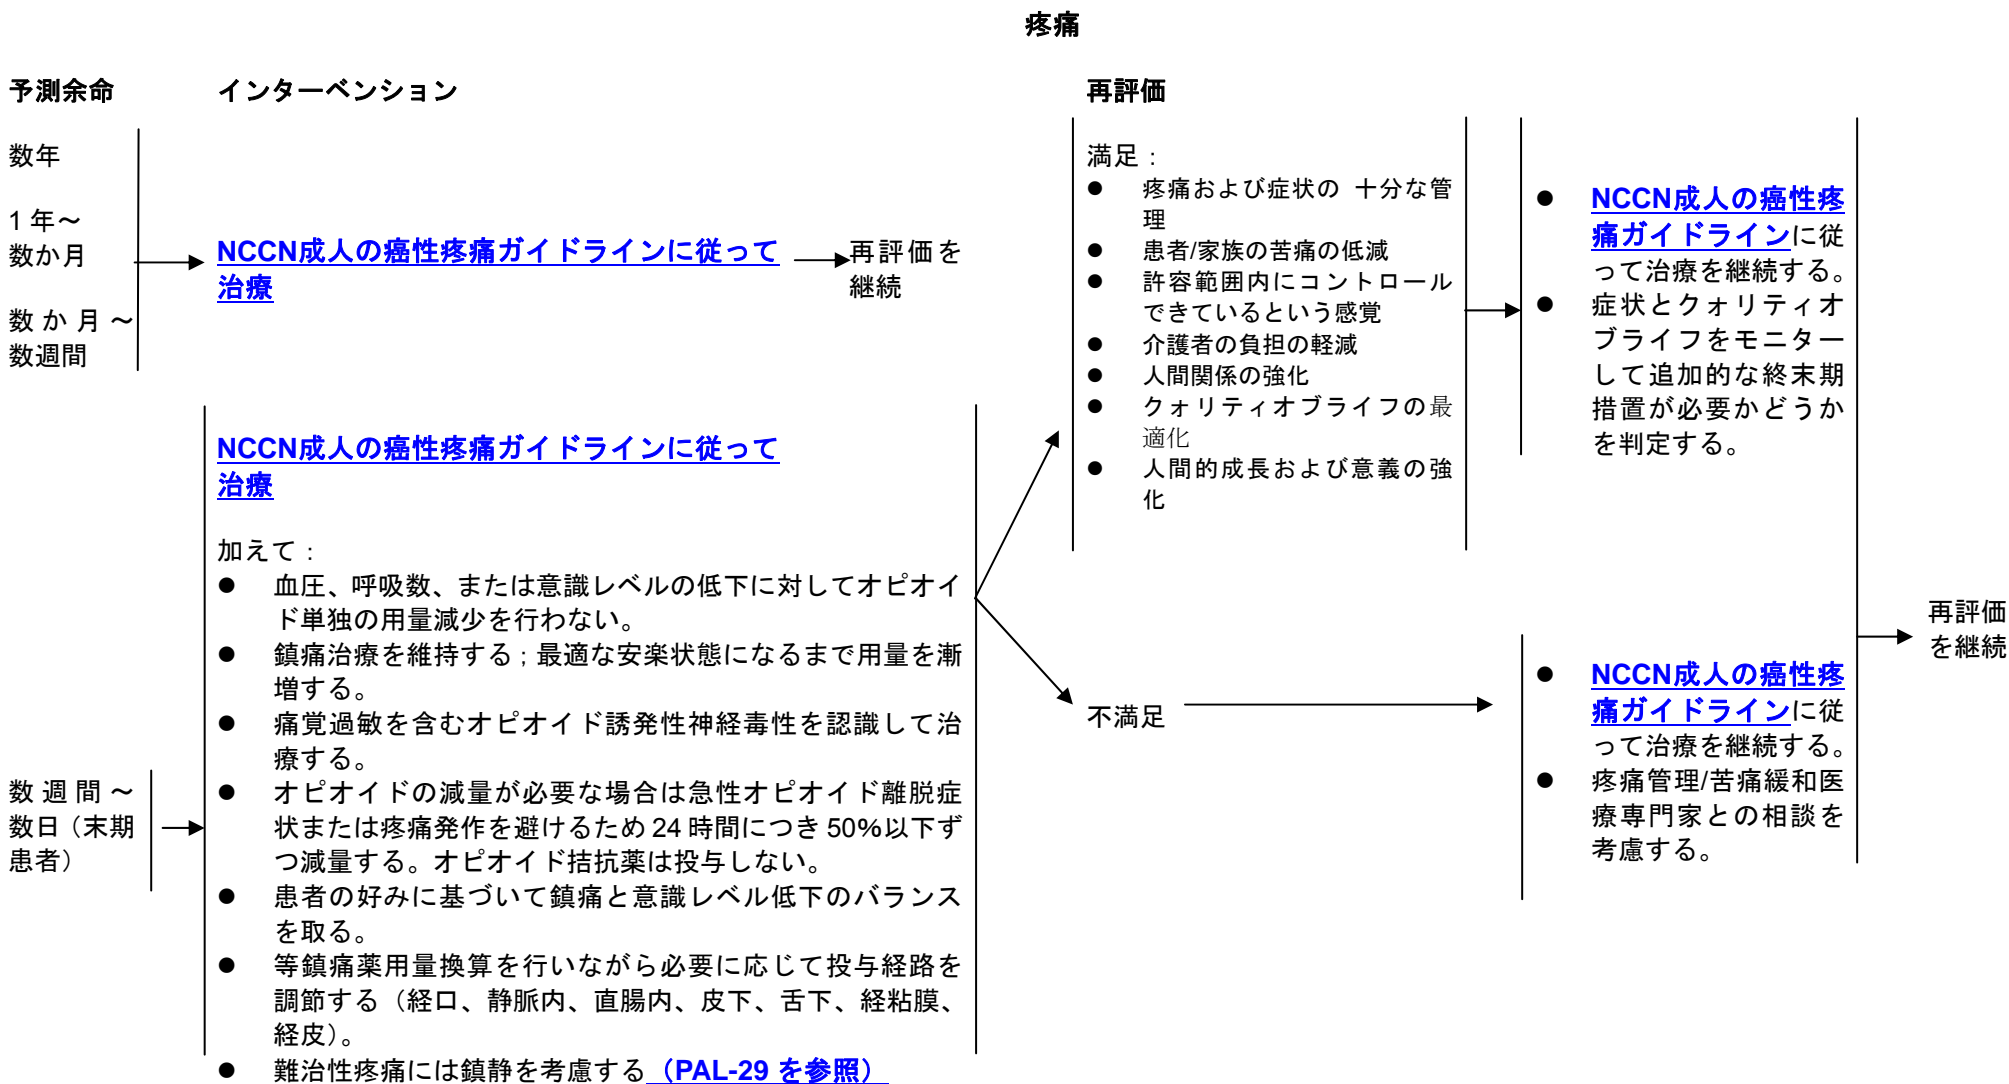 疼痛
予測余命
インターベンション
再評価
数年
1 年～
数か月
数 か 月 ～
数週間
NCCN成人の癌性疼痛ガイドラインに従って
治療
再評価を
継続
数 週 間 ～
数日（末期
患者）
NCCN成人の癌性疼痛ガイドラインに従って
治療
加えて：
● 血圧、呼吸数、または意識レベルの低下に対してオピオイ
ド単独の用量減少を行わない。
● 鎮痛治療を維持する；最適な安楽状態になるまで用量を漸
増する。
● 痛覚過敏を含むオピオイド誘発性神経毒性を認識して治
療する。
● オピオイドの減量が必要な場合は急性オピオイド離脱症
状または疼痛発作を避けるため 24 時間につき 50%以下ず
つ減量する。オピオイド拮抗薬は投与しない。
● 患者の好みに基づいて鎮痛と意識レベル低下のバランス
を取る。
● 等鎮痛薬用量換算を行いながら必要に応じて投与経路を
調節する（経口、静脈内、直腸内、皮下、舌下、経粘膜、
経皮）。
● 難治性疼痛には鎮静を考慮する（PAL-29 を参照）
満足：
● 疼痛および症状の 十分な管
理
● 患者/家族の苦痛の低減
● 許容範囲内にコントロール
できているという感覚
● 介護者の負担の軽減
● 人間関係の強化
● クォリティオブライフの最
適化
● 人間的成長および意義の強
化
不満足
● NCCN成人の癌性疼
痛ガイドラインに従
って治療を継続する。
● 症状とクォリティオ
ブライフをモニター
して追加的な終末期
措置が必要かどうか
を判定する。
● NCCN成人の癌性疼
痛ガイドラインに従
って治療を継続する。
● 疼痛管理/苦痛緩和医
療専門家との相談を
考慮する。
再評価
を継続